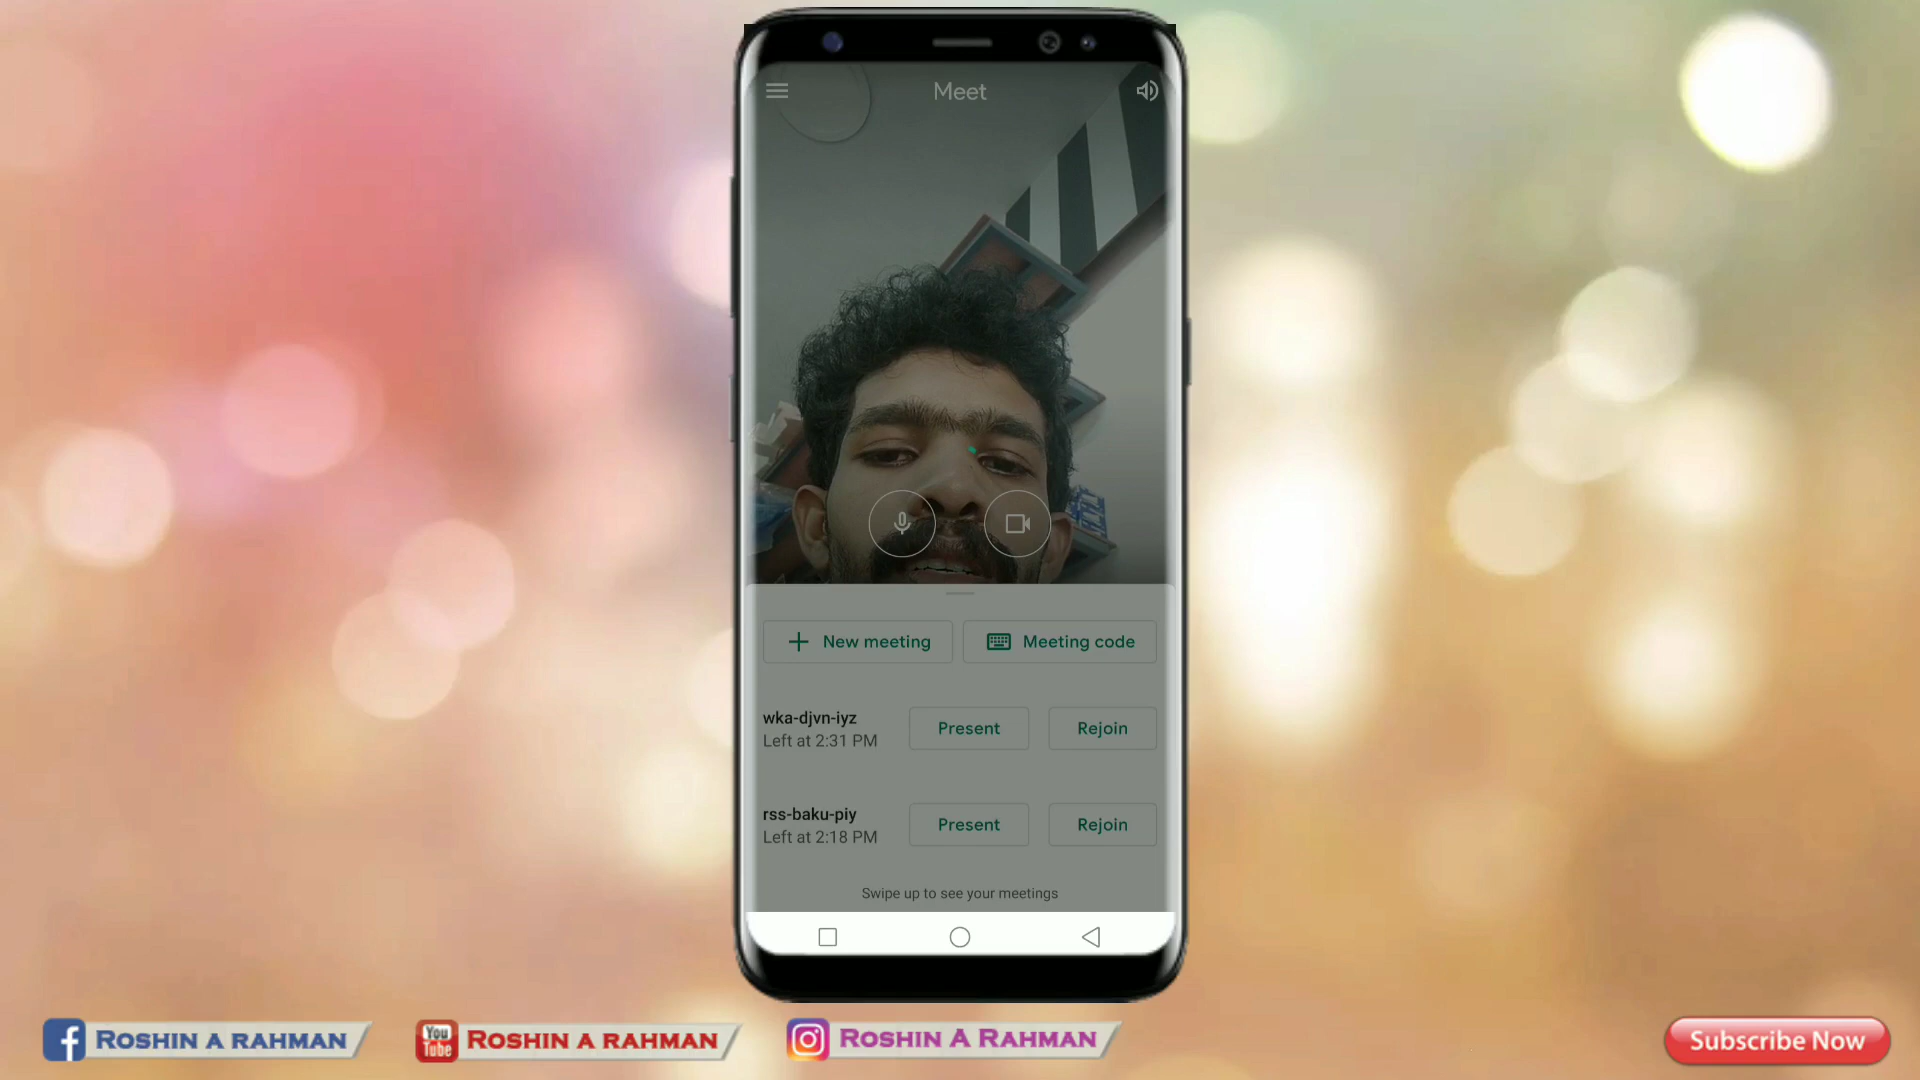 Meet
New meeting
Meeting code
wka-djvn-iyz
Left at 2:31 PM
Present
Rejoin
rss-baku-piy
Left at 2:18 PM
Present
Rejoin
Swipe up to see your meetings
f ROSHIN A RAHMAN
You Tube ROSHIN A RAHMAN
ROSHIN A RAHMAN
Subscribe Now